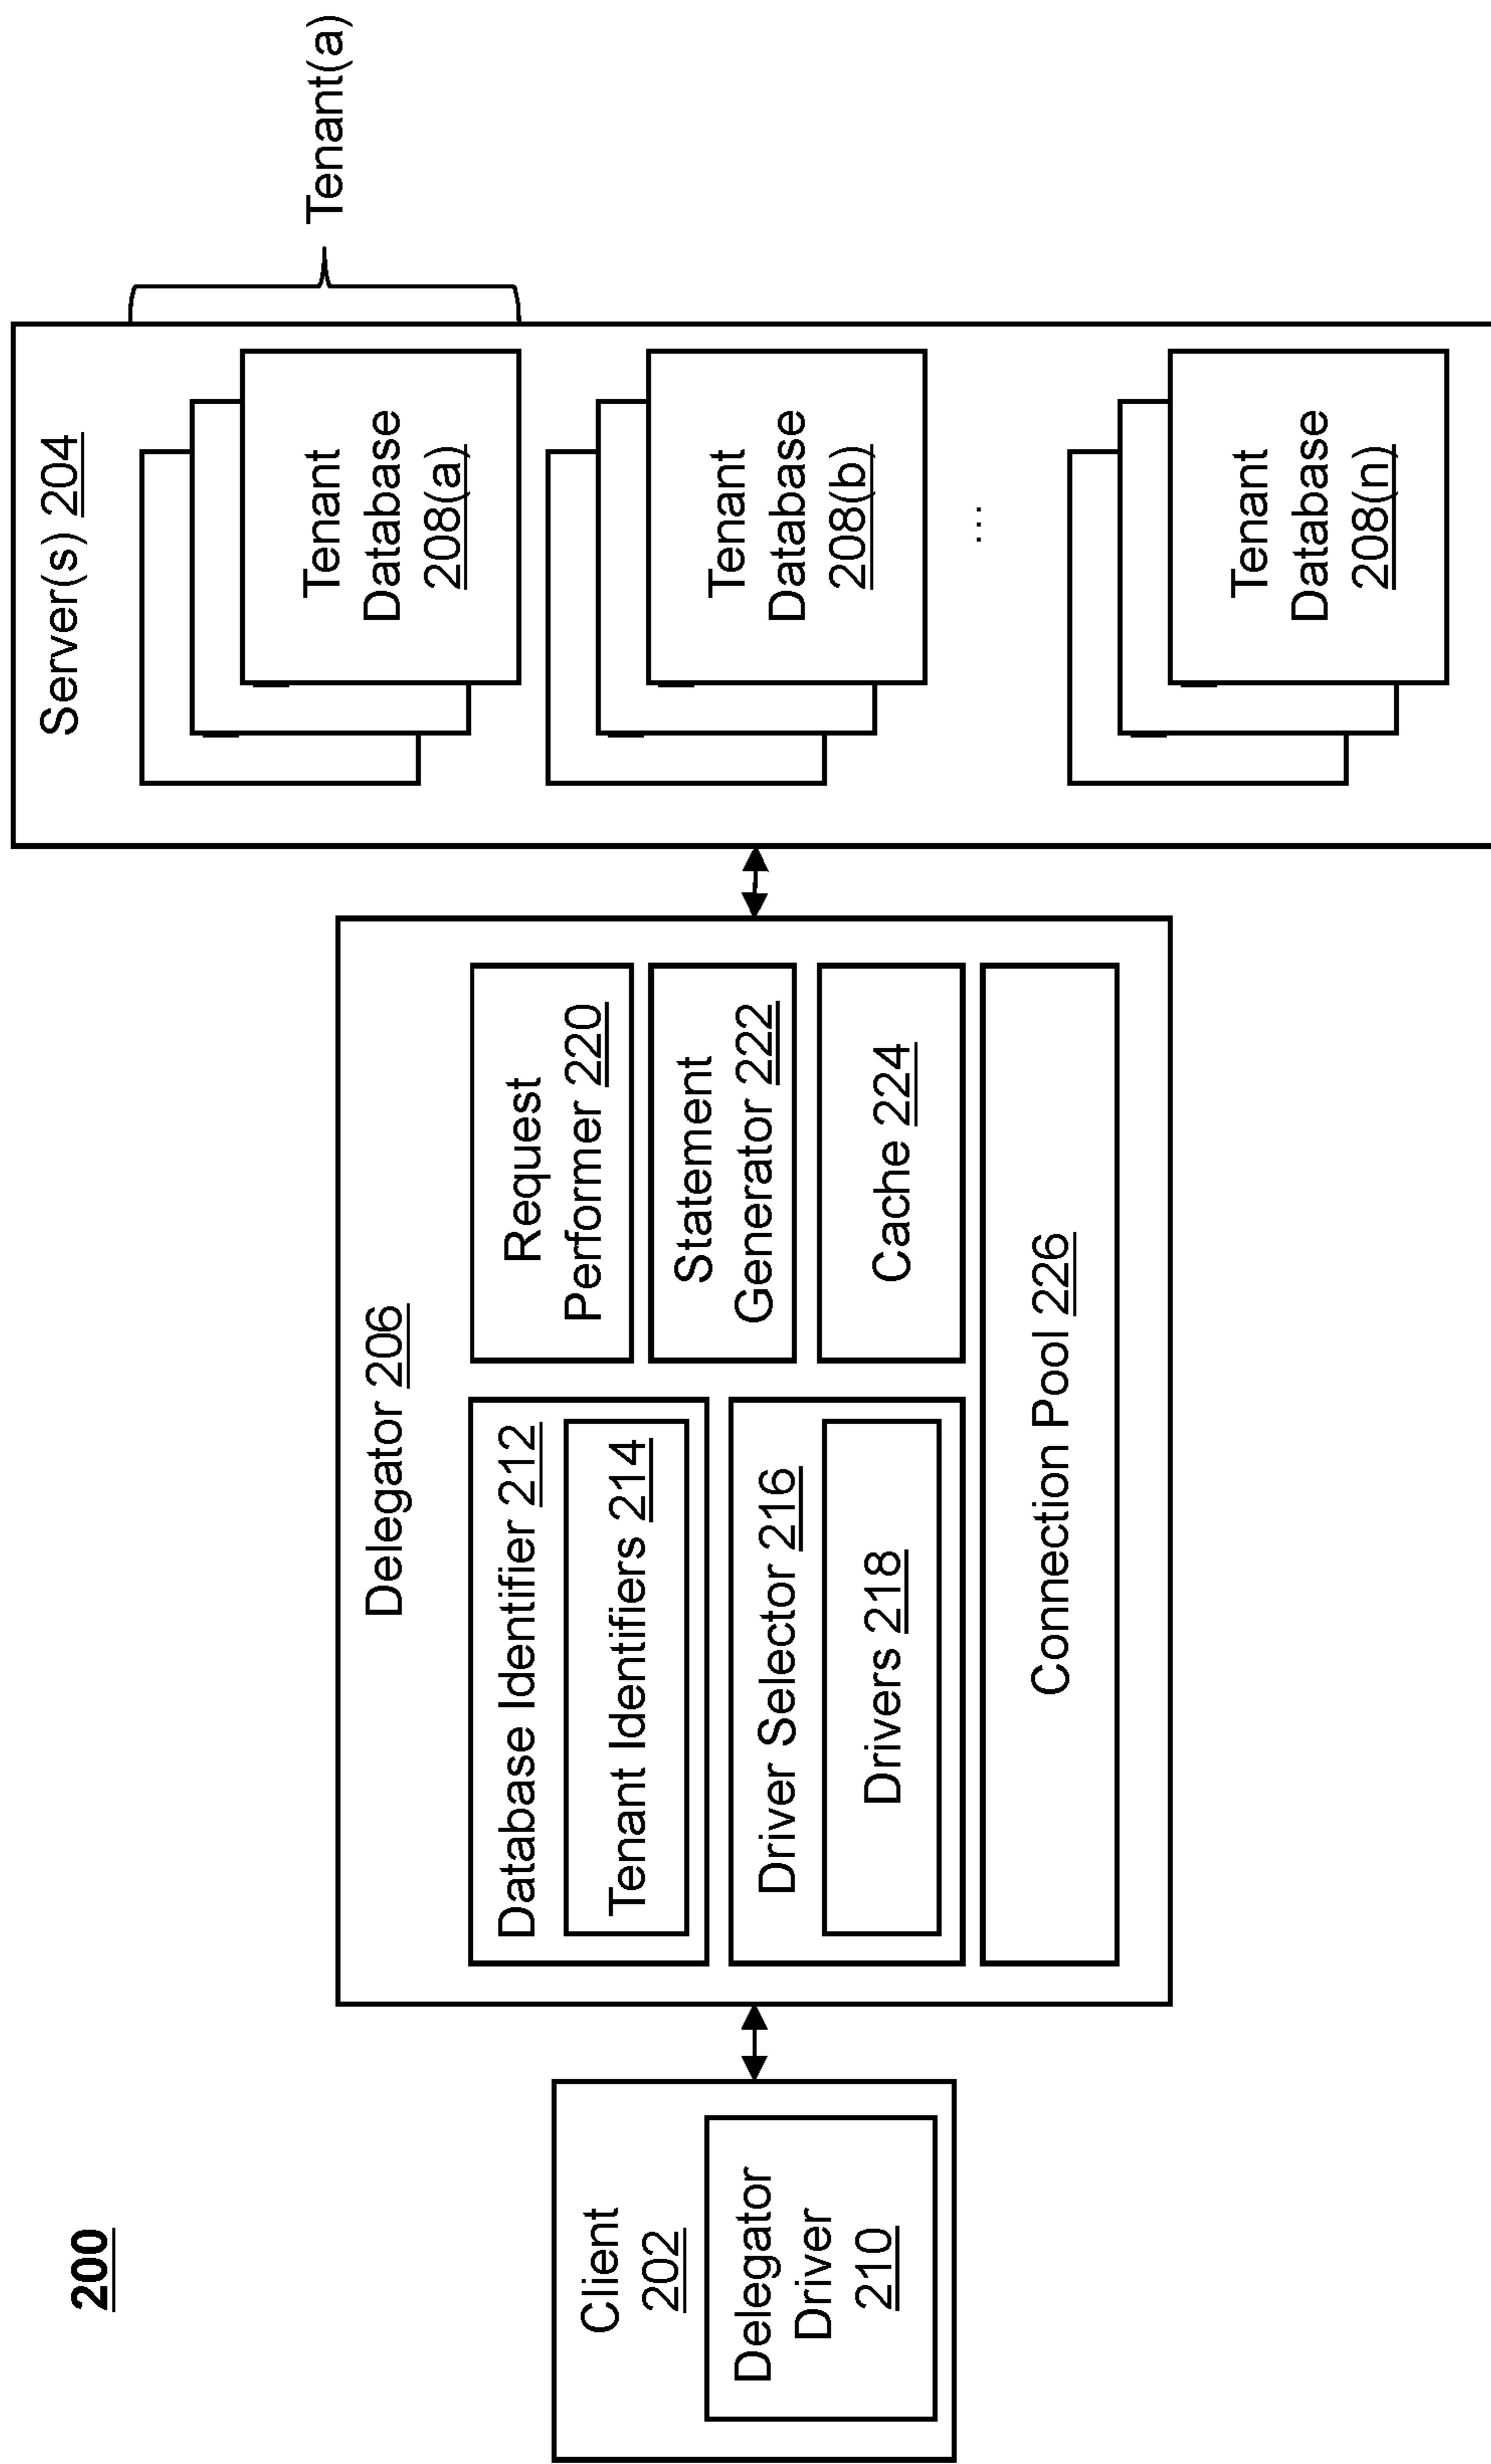 200
Client
202
Delegator
Driver
210
Delegator 206
Database Identifier 212
Tenant Identifiers 214
Driver Selector 216
Drivers 218
Request
Performer 220
Statement
Generator 222
Cache 224
Connection Pool 226
Server(s) 204
Tenant
Database
208(a)
Tenant
Database
208(b)
...
Tenant
Database
208(n)
Tenant(a)